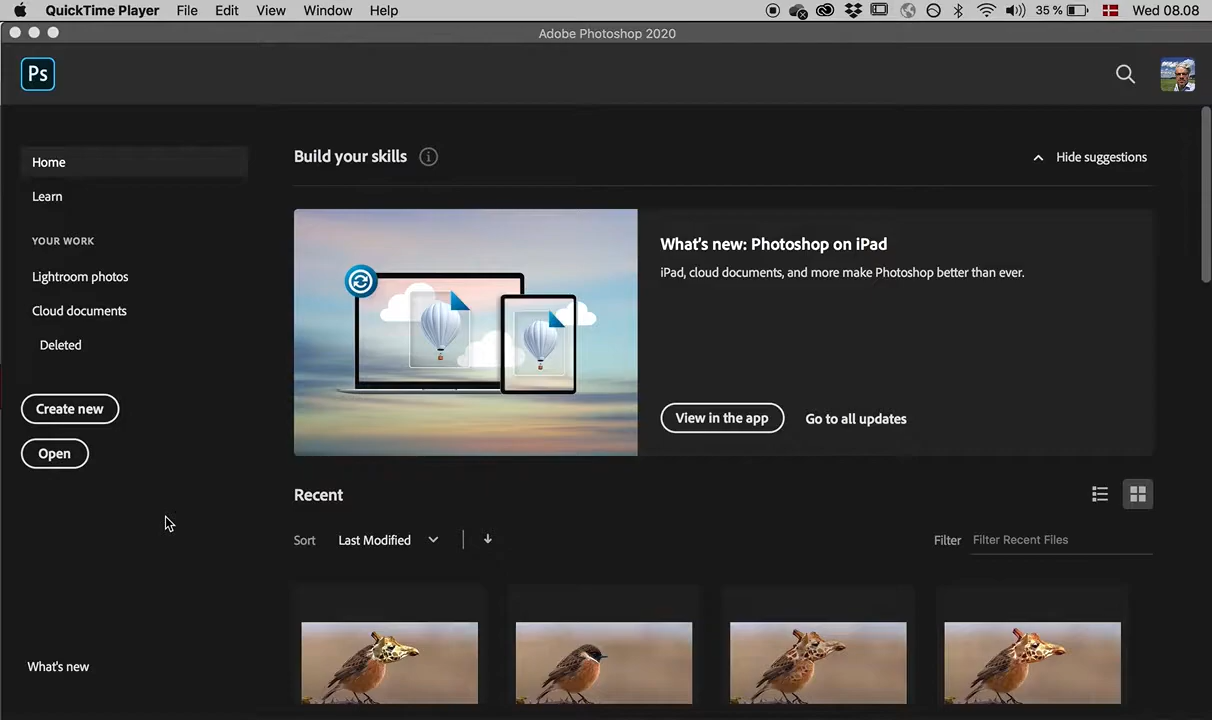 QuickTime Player File Edit View Window Help 35 % Wed 08.08
Adobe Photoshop 2020
Ps
Home
Learn
YOUR WORK
Lightroom photos
Cloud documents
Deleted
Create new
Open
What's new
Build your skills
Hide suggestions
What's new: Photoshop on iPad
iPad, cloud documents, and more make Photoshop better than ever.
View in the app Go to all updates
Recent
Sort Last Modified Filter Filter Recent Files